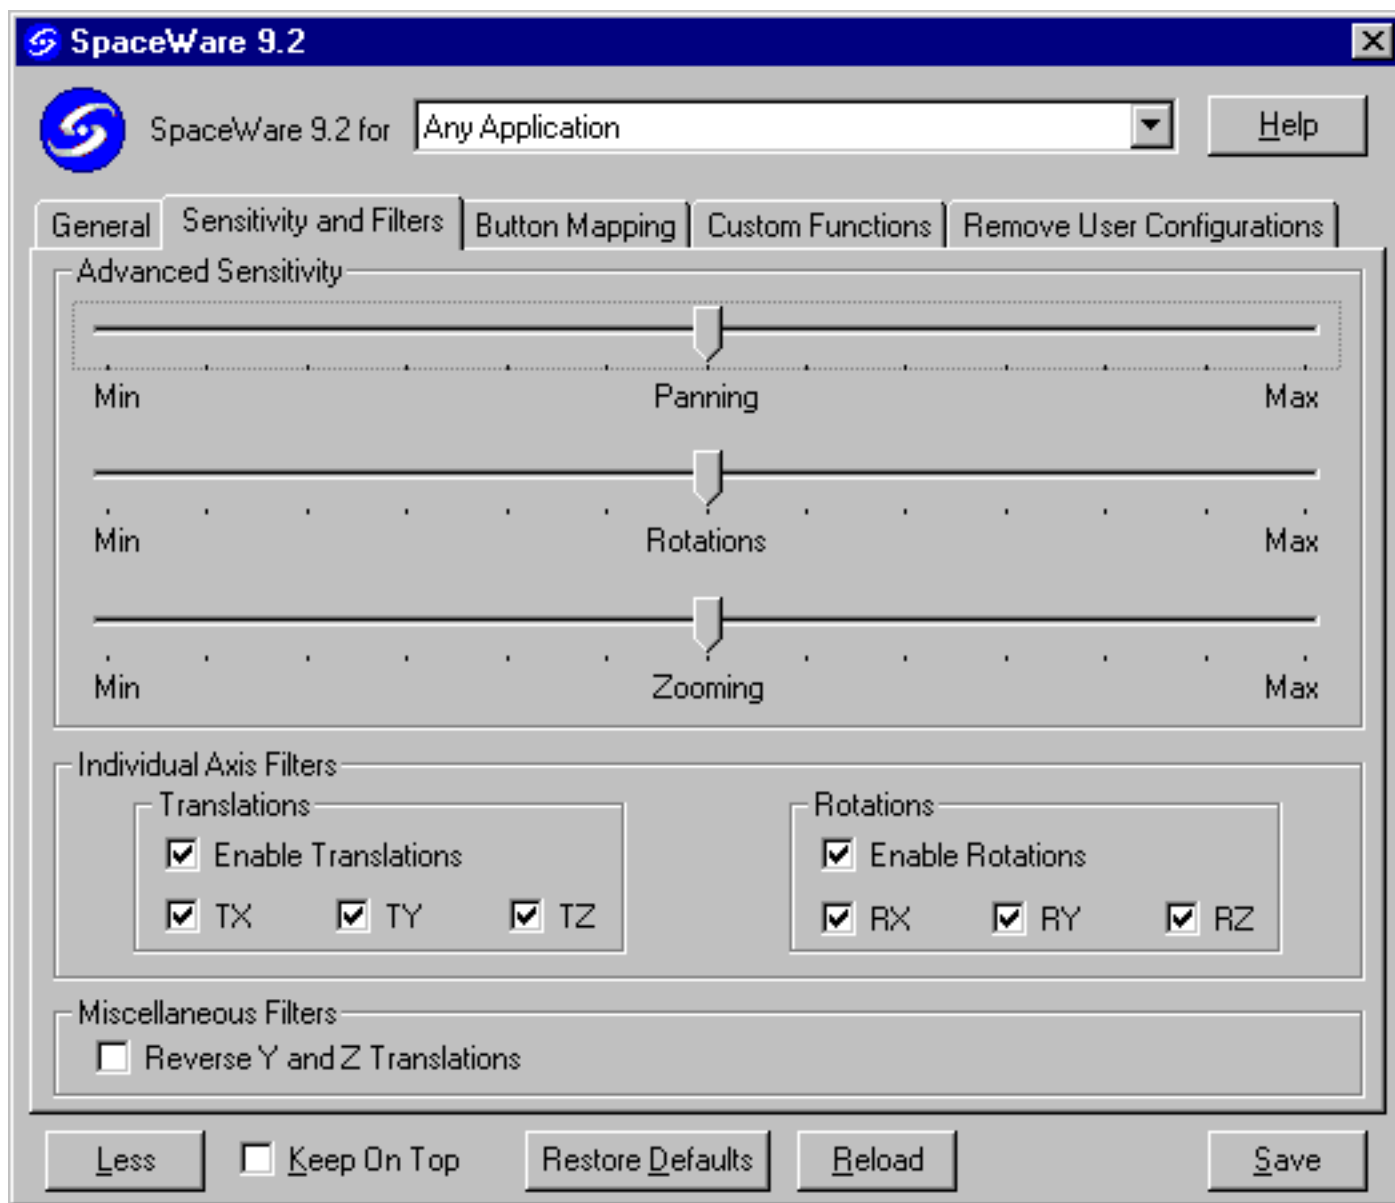 SpaceWare 9.2
SpaceWare 9.2 for Any Application Help
General Sensitivity and Filters Button Mapping Custom Functions Remove User Configurations
Advanced Sensitivity
Min Panning Max
Min Rotations Max
Min Zooming Max
Individual Axis Filters
Translations Rotations
Enable Translations Enable Rotations
TX TY TZ RX RY RZ
Miscellaneous Filters
Reverse Y and Z Translations
Less Keep On Top Restore Defaults Reload Save